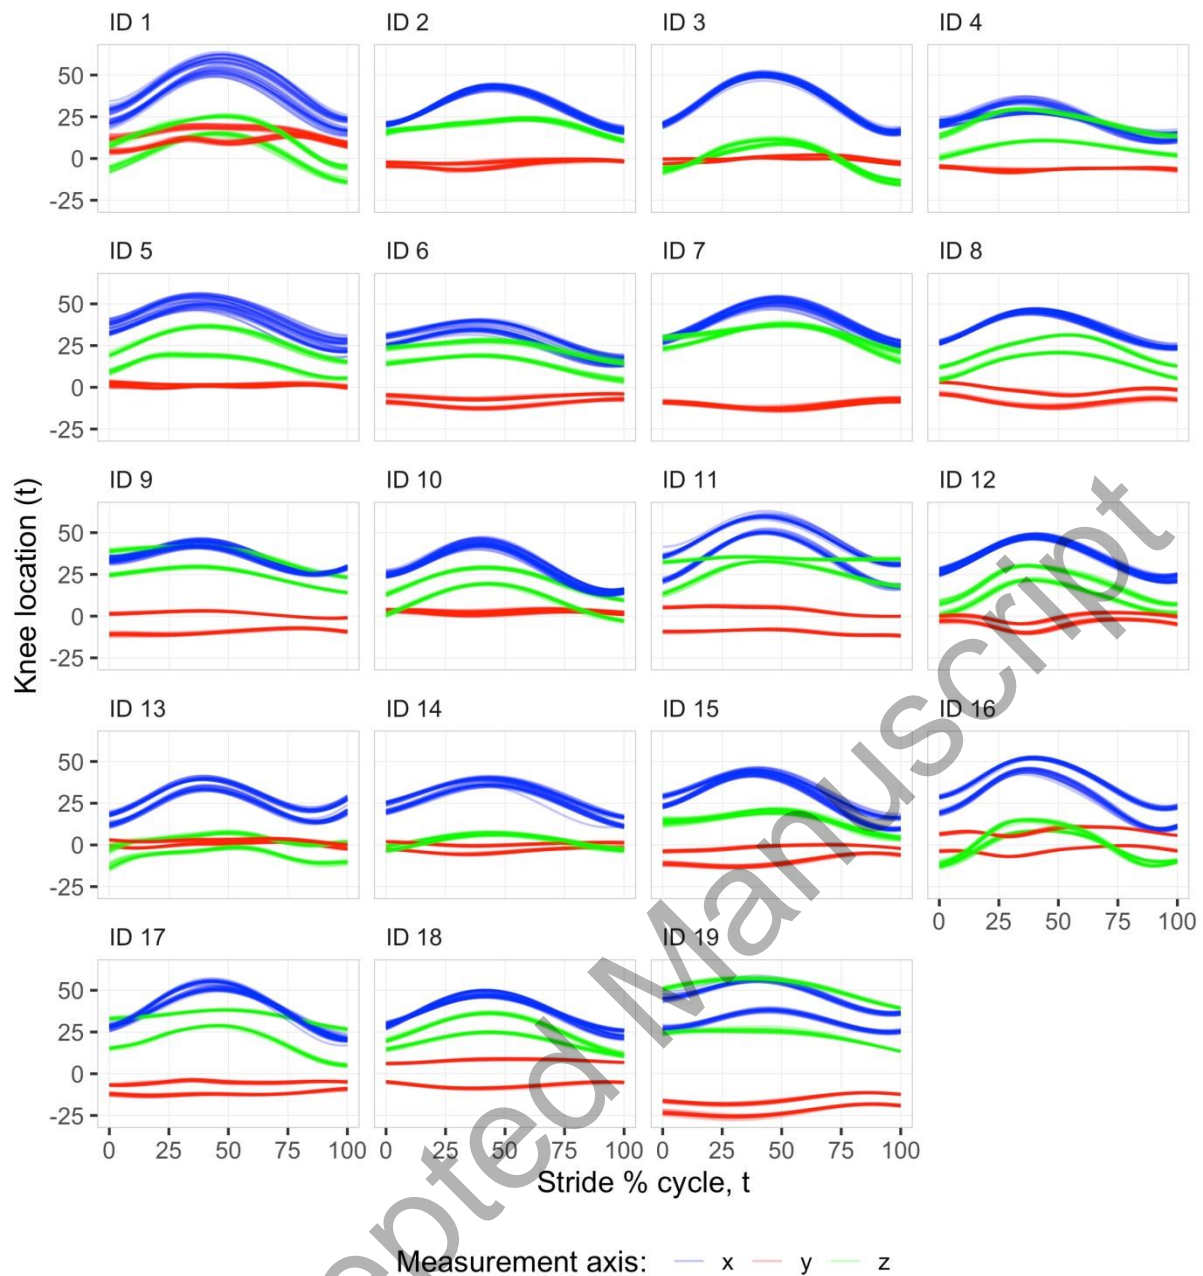 ID 1 ID 2 ID 3 ID 4
50
25
0
-25
ID 5 ID 6 ID 7 ID 8
50
25
0
-25
ID 9 ID 10 ID 11 ID 12
50
25
0
-25
ID 13 ID 14 ID 15 ID 16
50
25
0
-25
0 25 50 75 100
ID 17 ID 18 ID 19
50
25
0
-25
0 25 50 75 100 0 25 50 75 100 0 25 50 75 100
Knee location (t)
Stride % cycle, t
Measurement axis: x y z
epted Manuscript